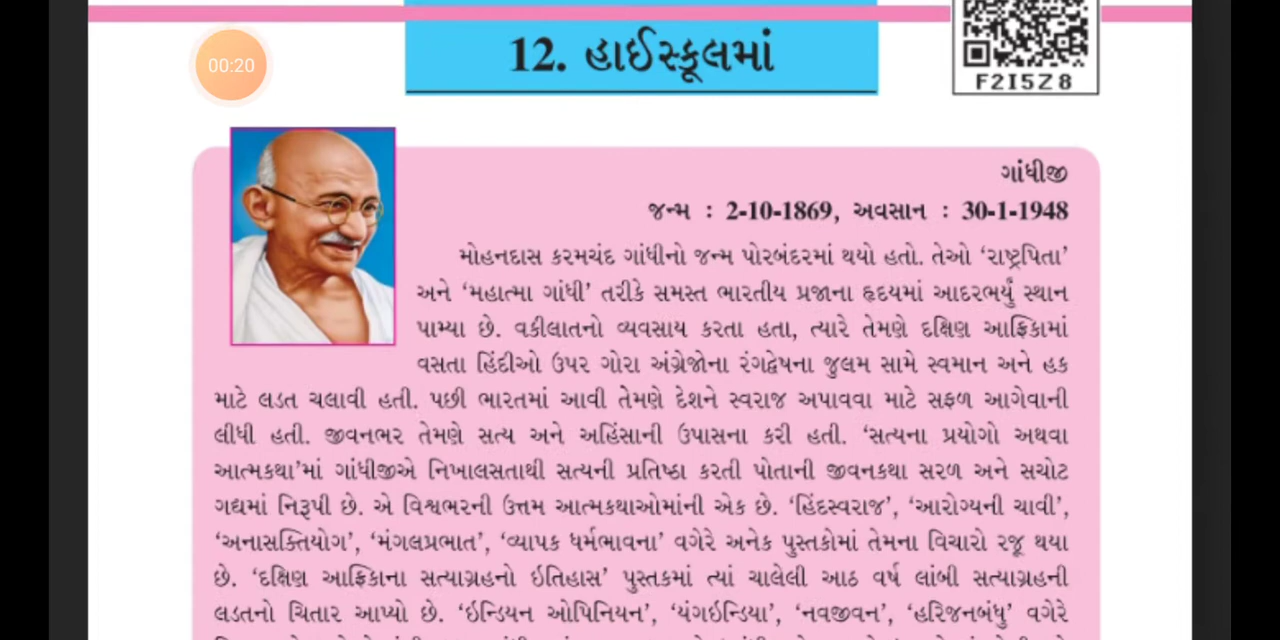 12. હાઈસ્કૂલમાં
F2I5Z8
00:20
ગાંધીજી
જન્મ : 2-10-1869, અવસાન : 30-1-1948
મોહનદાસ કરમચંદ ગાંધીનો જન્મ પોરબંદરમાં થયો હતો. તેઓ ‘રાષ્ટ્રપિતા’
અને ‘મહાત્મા ગાંધી’ તરીકે સમસ્ત ભારતીય પ્રજાના હૃદયમાં આદરભર્યું સ્થાન
પામ્યા છે. વકીલાતનો વ્યવસાય કરતા હતા, ત્યારે તેમણે દક્ષિણ આફ્રિકામાં
વસતા હિંદીઓ ઉપર ગોરા અંગ્રેજોના રંગદ્વેષના જુલમ સામે સ્વમાન અને હક
માટે લડત ચલાવી હતી. પછી ભારતમાં આવી તેમણે દેશને સ્વરાજ અપાવવા માટે સફળ આગેવાની
લીધી હતી. જીવનભર તેમણે સત્ય અને અહિંસાની ઉપાસના કરી હતી. ‘સત્યના પ્રયોગો અથવા
આત્મકથા’માં ગાંધીજીએ નિખાલસતાથી સત્યની પ્રતિષ્ઠા કરતી પોતાની જીવનકથા સરળ અને સચોટ
ગદ્યમાં નિરૂપી છે. એ વિશ્વભરની ઉત્તમ આત્મકથાઓમાંની એક છે. ‘હિંદસ્વરાજ’, ‘આરોગ્યની ચાવી’,
‘અનાસક્તિયોગ’, ‘મંગલપ્રભાત’, ‘વ્યાપક ધર્મભાવના’ વગેરે અનેક પુસ્તકોમાં તેમના વિચારો રજૂ થયા
છે. ‘દક્ષિણ આફ્રિકાના સત્યાગ્રહનો ઇતિહાસ’ પુસ્તકમાં ત્યાં ચાલેલી આઠ વર્ષ લાંબી સત્યાગ્રહની
લડતનો ચિતાર આપ્યો છે. ‘ઇન્ડિયન ઓપિનિયન’, ‘યંગઇન્ડિયા’, ‘નવજીવન’, ‘હરિજનબંધુ’ વગેરે